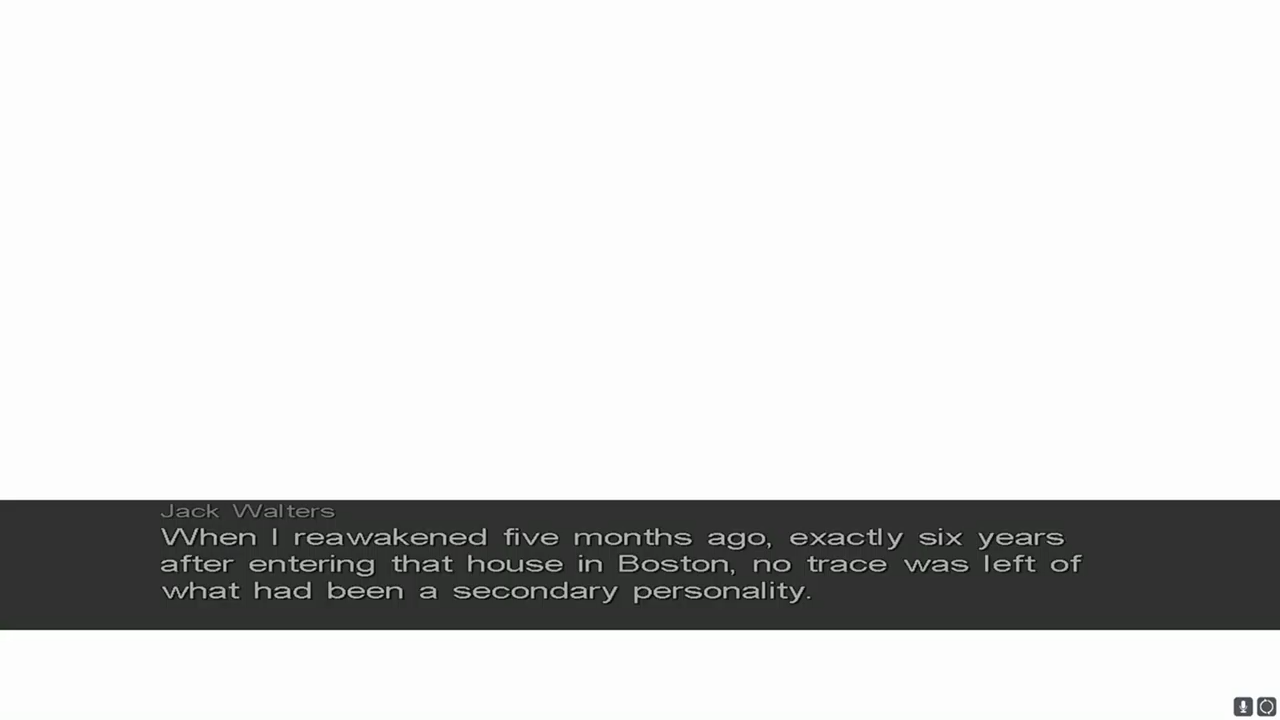 Jack Walters
When I reawakened five months ago, exactly six years
after entering that house in Boston, no trace was left of
what had been a secondary personality.